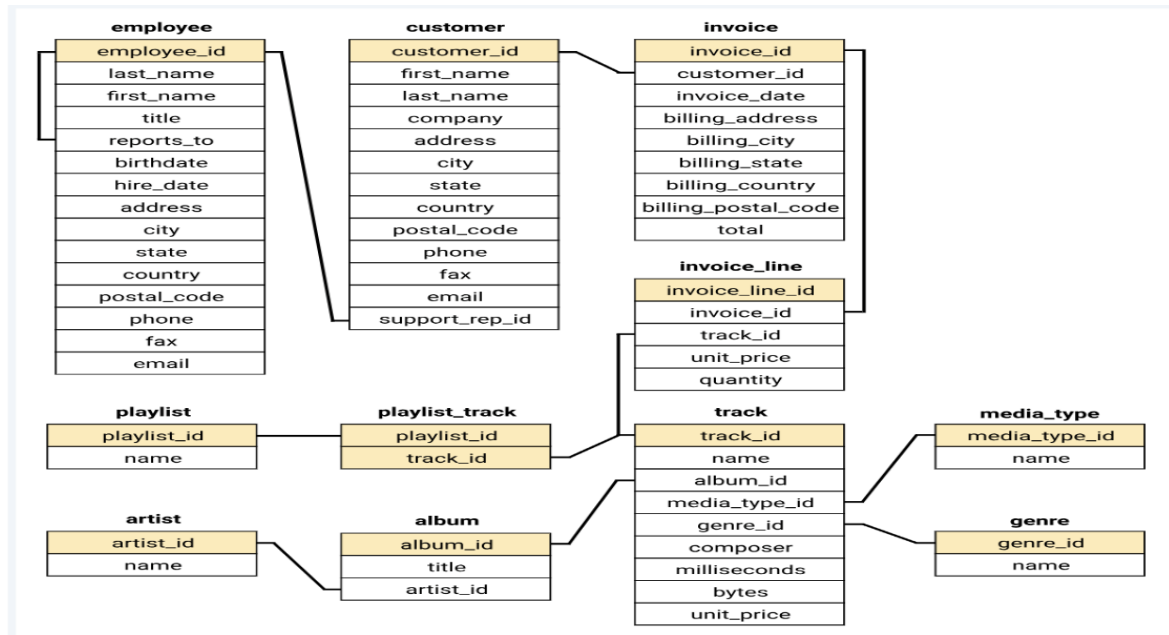 employee
employee_id
last_name
first_name
title
reports_to
birthdate
hire_date
address
city
state
country
postal_code
phone
fax
email
customer
customer_id
first_name
last_name
company
address
city
state
country
postal_code
phone
fax
email
support_rep_id
invoice
invoice_id
customer_id
invoice_date
billing_address
billing_city
billing_state
billing_country
billing_postal_code
total
invoice_line
invoice_line_id
invoice_id
track_id
unit_price
quantity
playlist
playlist_id
name
playlist_track
playlist_id
track_id
track
track_id
name
album_id
media_type_id
genre_id
composer
milliseconds
bytes
unit_price
media_type
media_type_id
name
artist
artist_id
name
album
album_id
title
artist_id
genre
genre_id
name